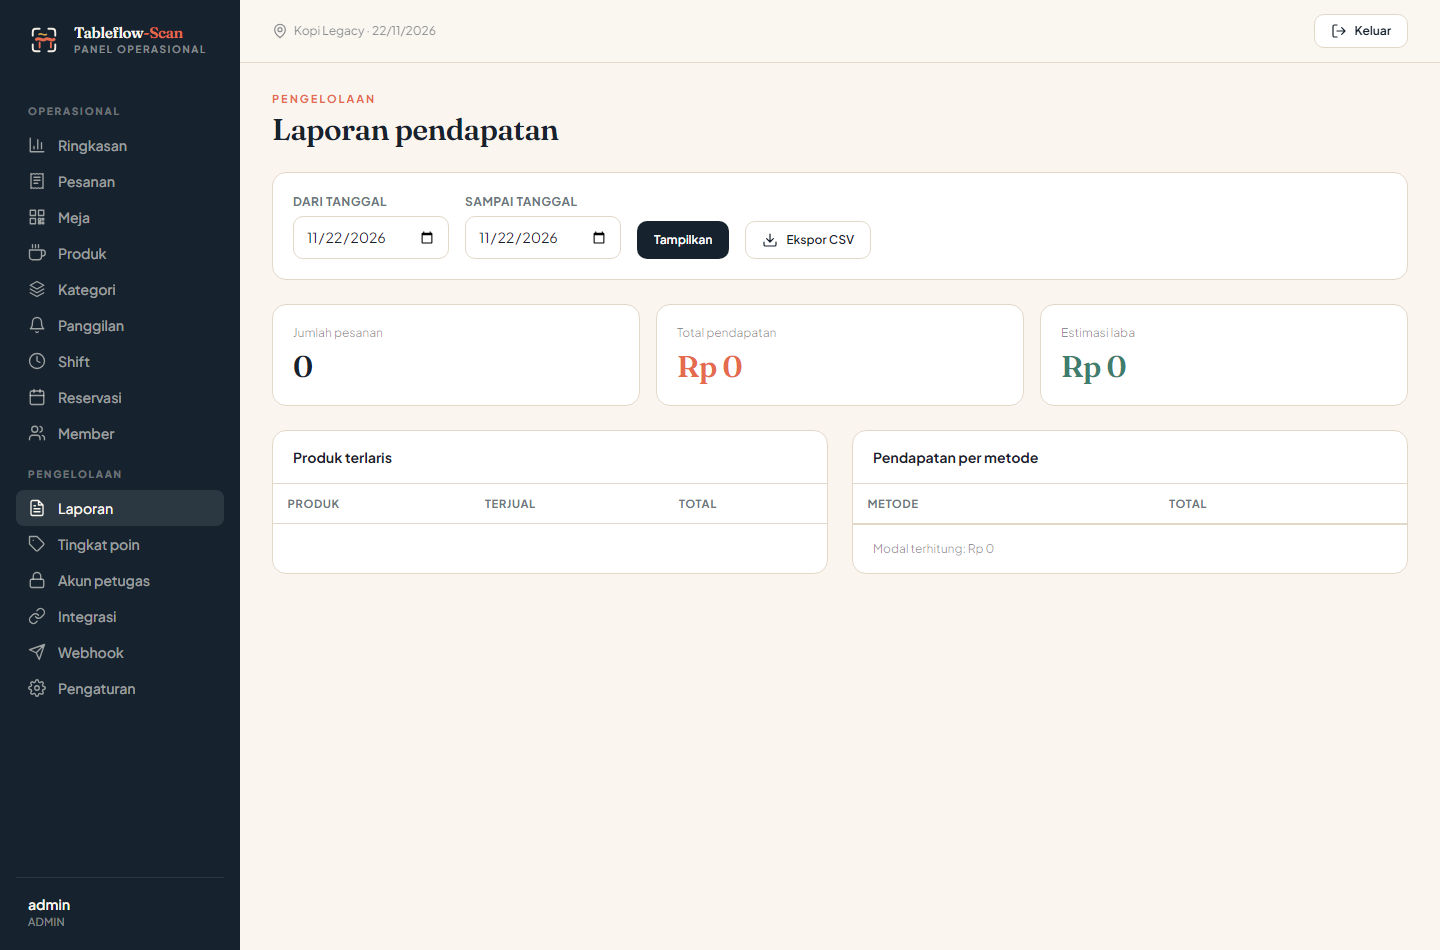 Tableflow-Scan
PANEL OPERASIONAL
OPERASIONAL
Ringkasan
Pesanan
Meja
Produk
Kategori
Panggilan
Shift
Reservasi
Member
PENGELOLAAN
Laporan
Tingkat poin
Akun petugas
Integrasi
Webhook
Pengaturan
admin
ADMIN
Kopi Legacy · 22/11/2026
Keluar
PENGELOLAAN
Laporan pendapatan
DARI TANGGAL
SAMPAI TANGGAL
11/22/2026
11/22/2026
Tampilkan
Ekspor CSV
Jumlah pesanan
0
Total pendapatan
Rp 0
Estimasi laba
Rp 0
Produk terlaris
PRODUK TERJUAL TOTAL
Pendapatan per metode
METODE TOTAL
Modal terhitung: Rp 0